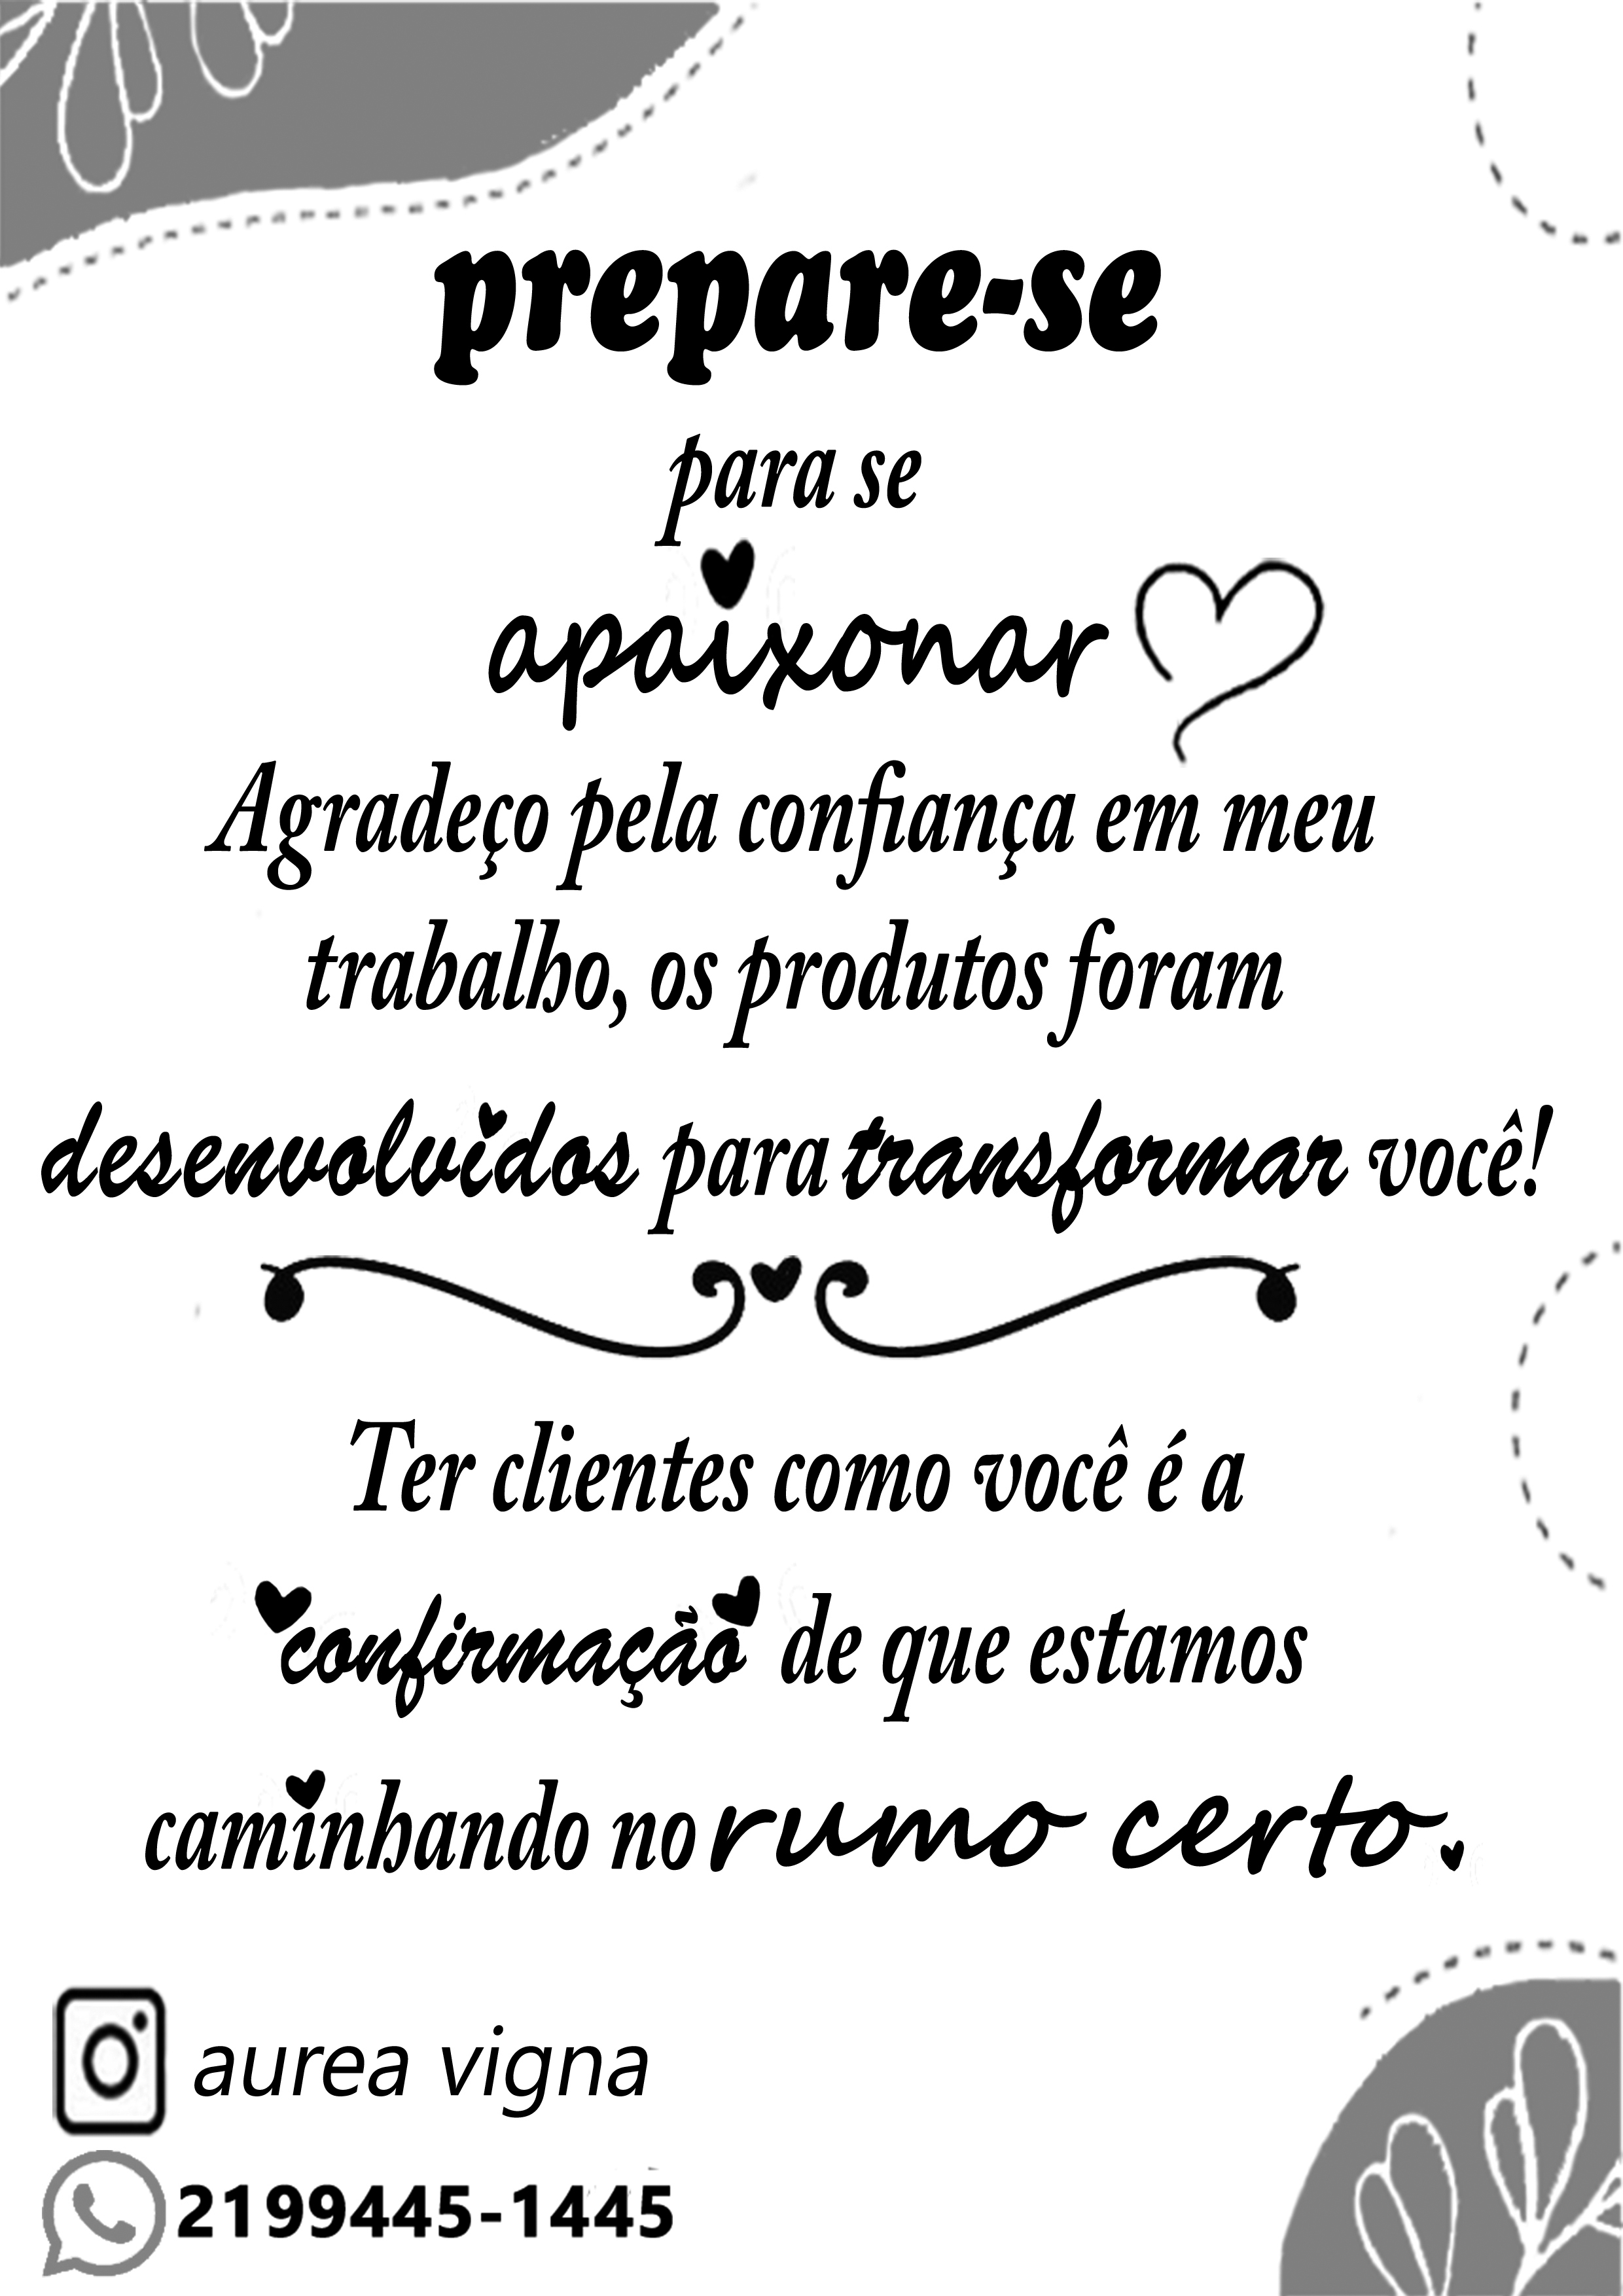 prepare-se
para se
apaixonar
Agradeço pela confiança em meu
trabalho, os produtos foram
desenvolvidos para transformar você!
Ter clientes como você é a
confirmação de que estamos
caminhando no rumo certo.
aurea vigna
2199445-1445